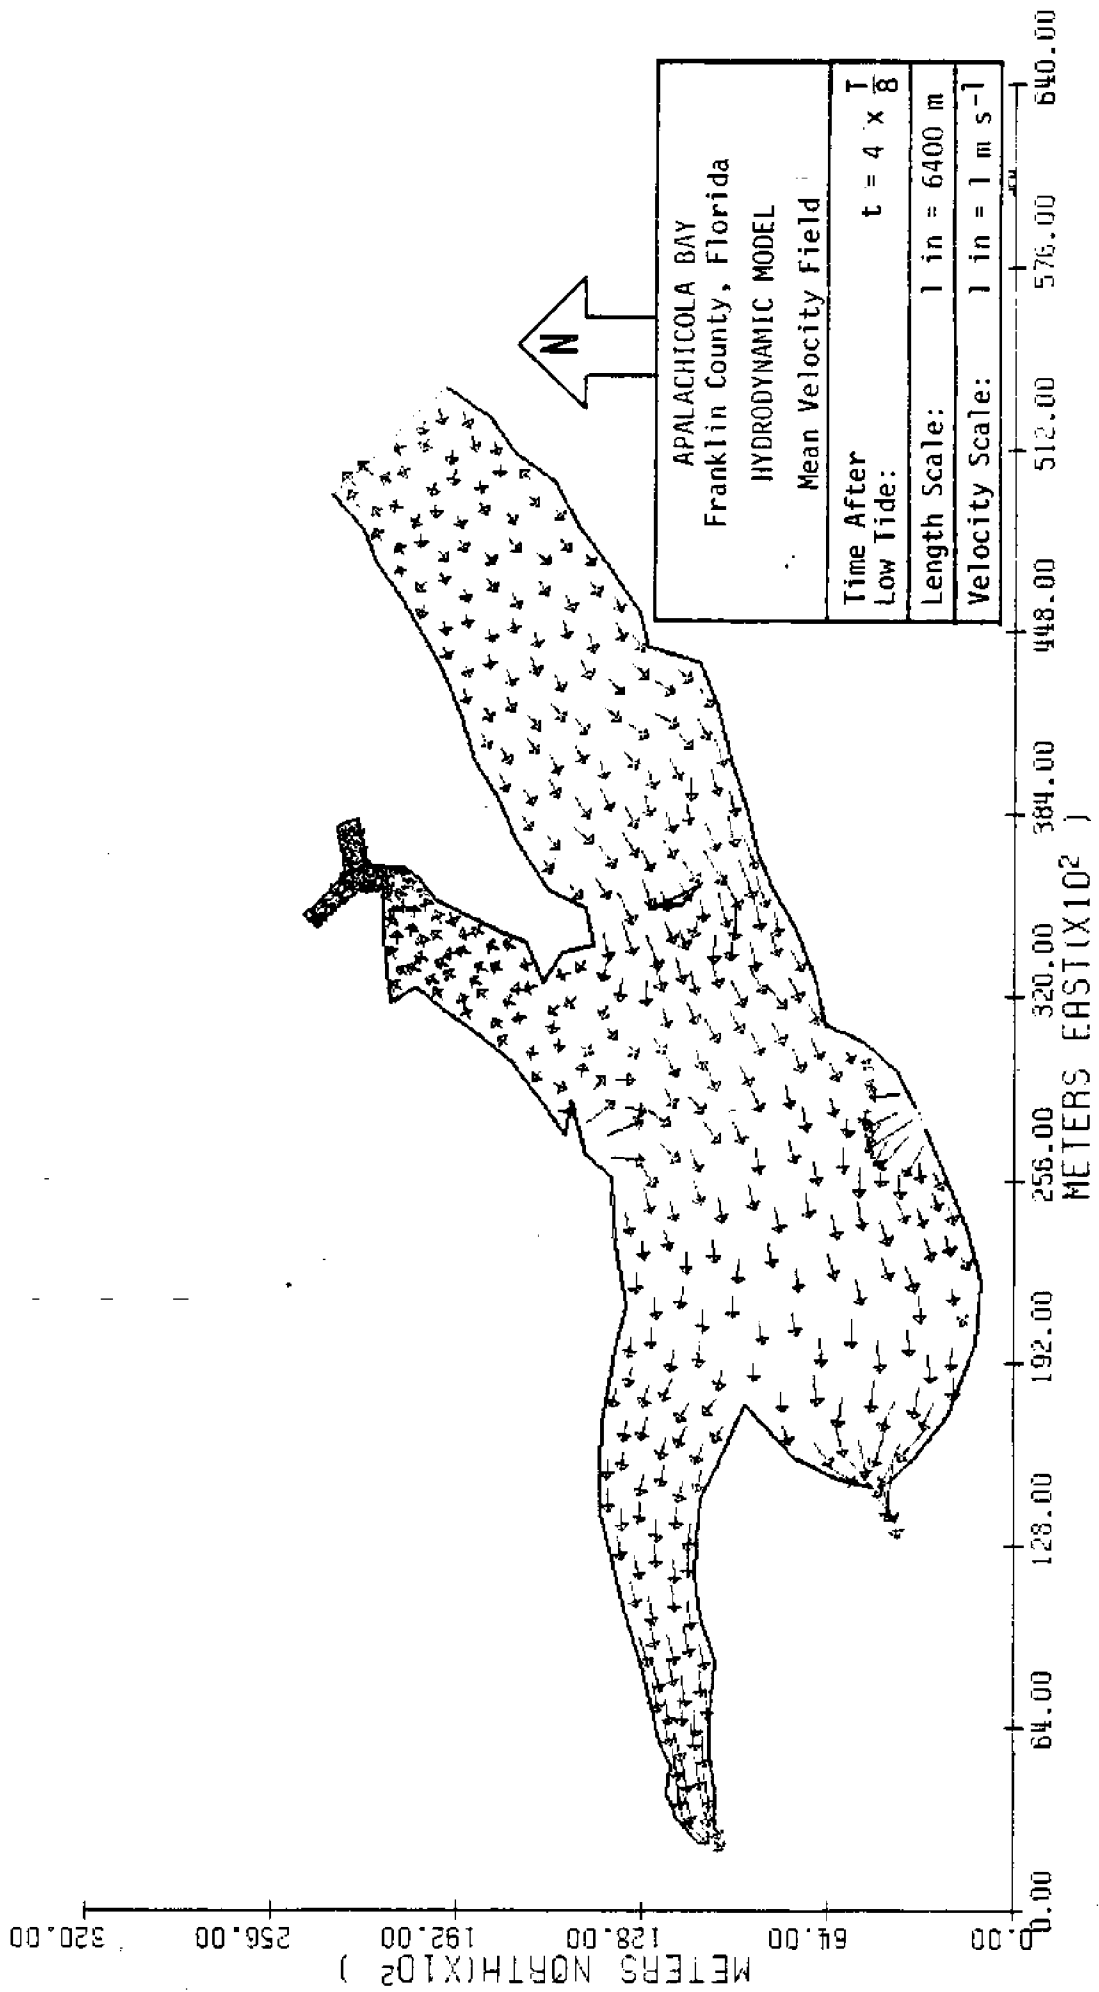 N
APALACHICOLA BAY
Franklin County, Florida
HYDRODYNAMIC MODEL
Mean Velocity Field
Time After
Low Tide: t = 4 x T/8
Length Scale: 1 in = 6400 m
Velocity Scale: 1 in = 1 m s-1
METERS NORTH(X10²)
320.00
256.00
192.00
128.00
64.00
0.00
0.00 64.00 128.00 192.00 256.00 320.00 384.00 448.00 512.00 576.00 640.00
METERS EAST(X10²)